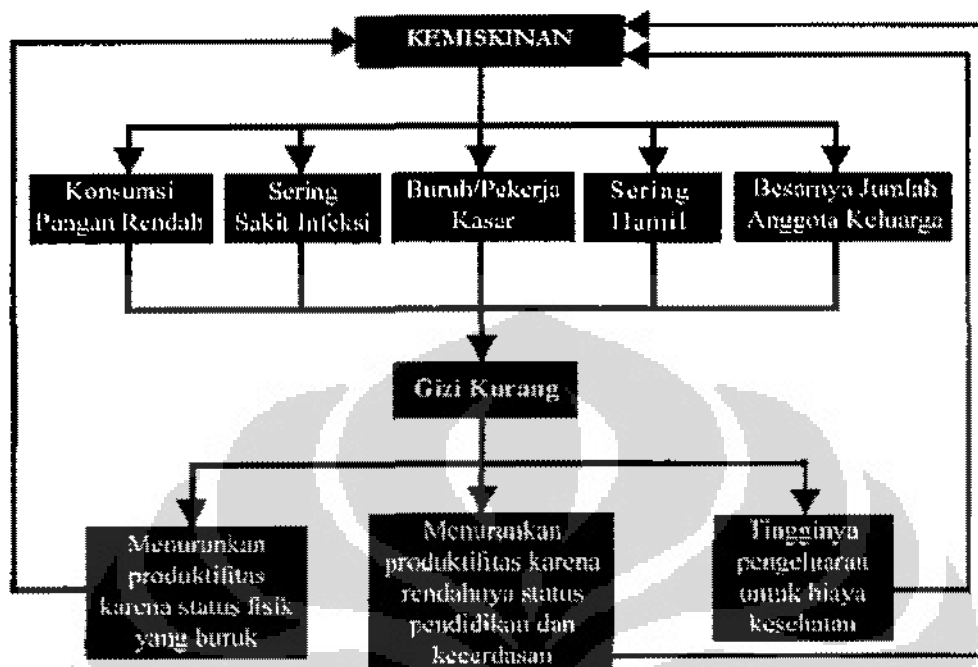 KEMISKINAN
Konsumsi
Pangan Rendah
Sering
Sakit Infeksi
Buruh/Pekerja
Kasar
Sering
Hamil
Besarnya Jumlah
Anggota Keluarga
Gizi Kurang
Menurunkan
produktifitas
karena status fisik
yang buruk
Menurunkan
produktifitas karena
rendahnya status
pendidikan dan
kecerdasan
Tingginya
pengeluaran
untuk biaya
kesehatan